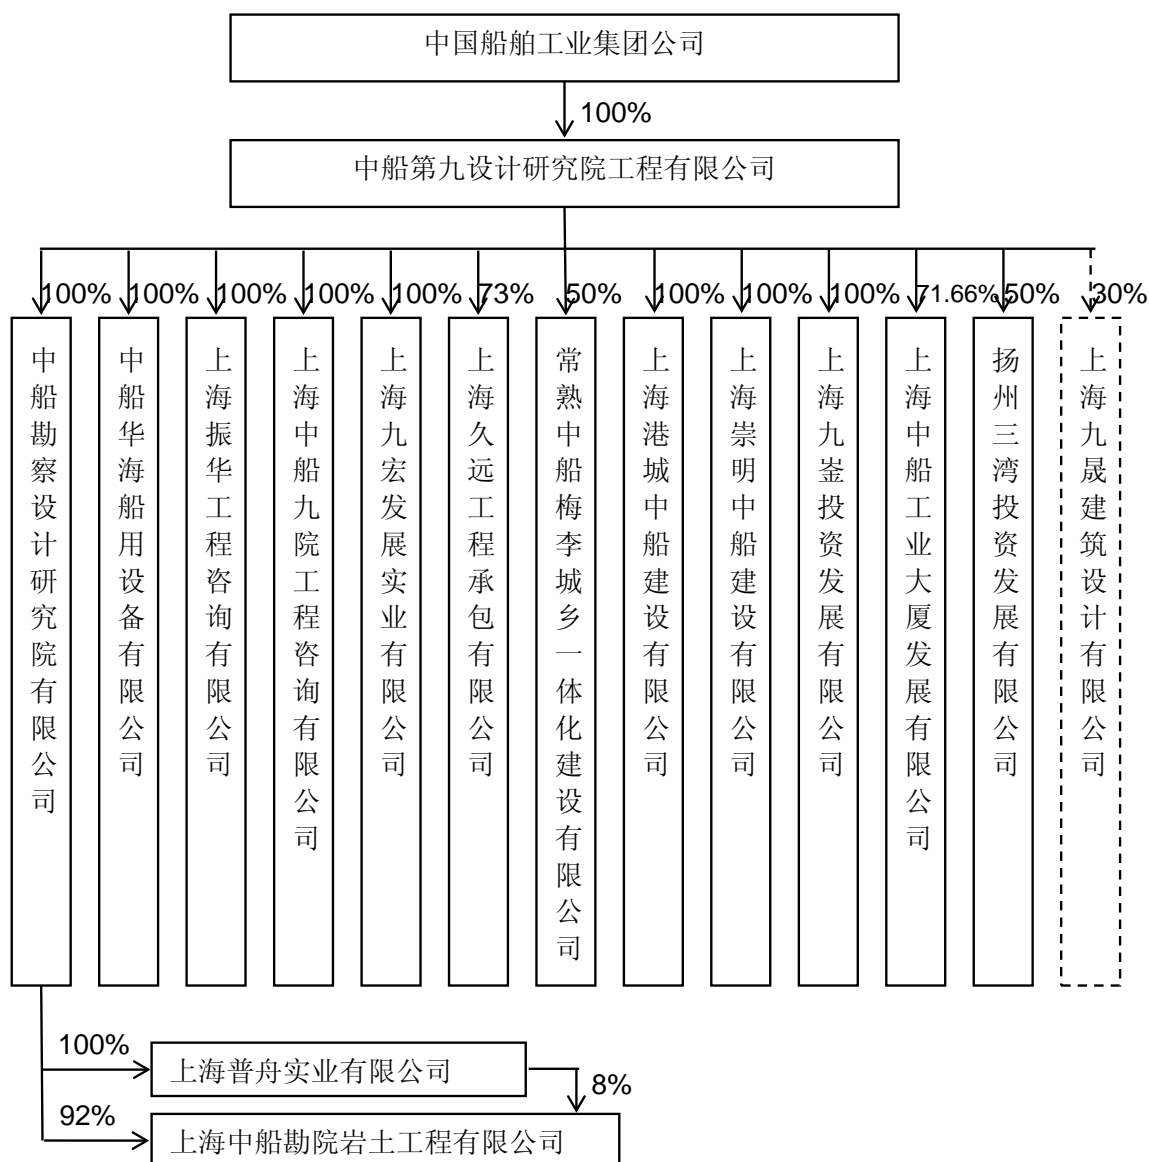 中国船舶工业集团公司
100%
中船第九设计研究院工程有限公司
100%
100%
100%
100%
100%
73%
50%
100%
100%
100%
71.66%
50%
30%
中船勘察设计研究院有限公司
中船华海船用设备有限公司
上海振华工程咨询有限公司
上海中船九院工程咨询有限公司
上海九宏发展实业有限公司
上海久远工程承包有限公司
常熟中船梅李城乡一体化建设有限公司
上海港城中船建设有限公司
上海崇明中船建设有限公司
上海九崟投资发展有限公司
上海中船工业大厦发展有限公司
扬州三湾投资发展有限公司
上海九晟建筑设计有限公司
100%
上海普舟实业有限公司
8%
92%
上海中船勘院岩土工程有限公司